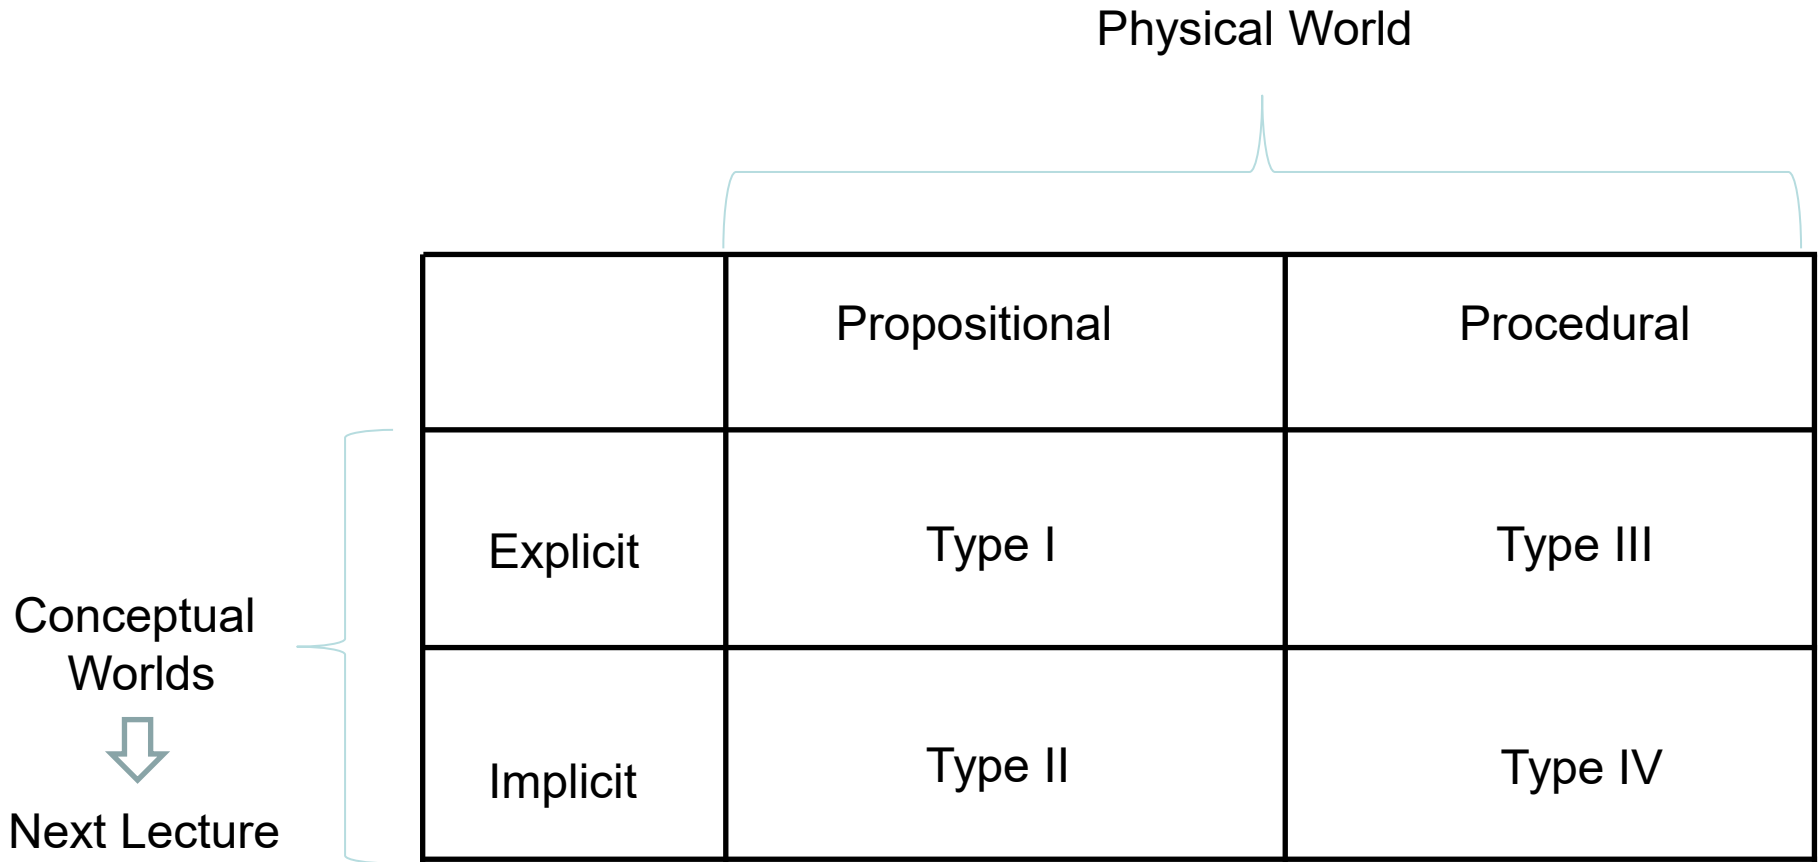 Physical World
Propositional
Procedural
Explicit
Type I
Type III
Conceptual
Worlds
Implicit
Type II
Type IV
Next Lecture